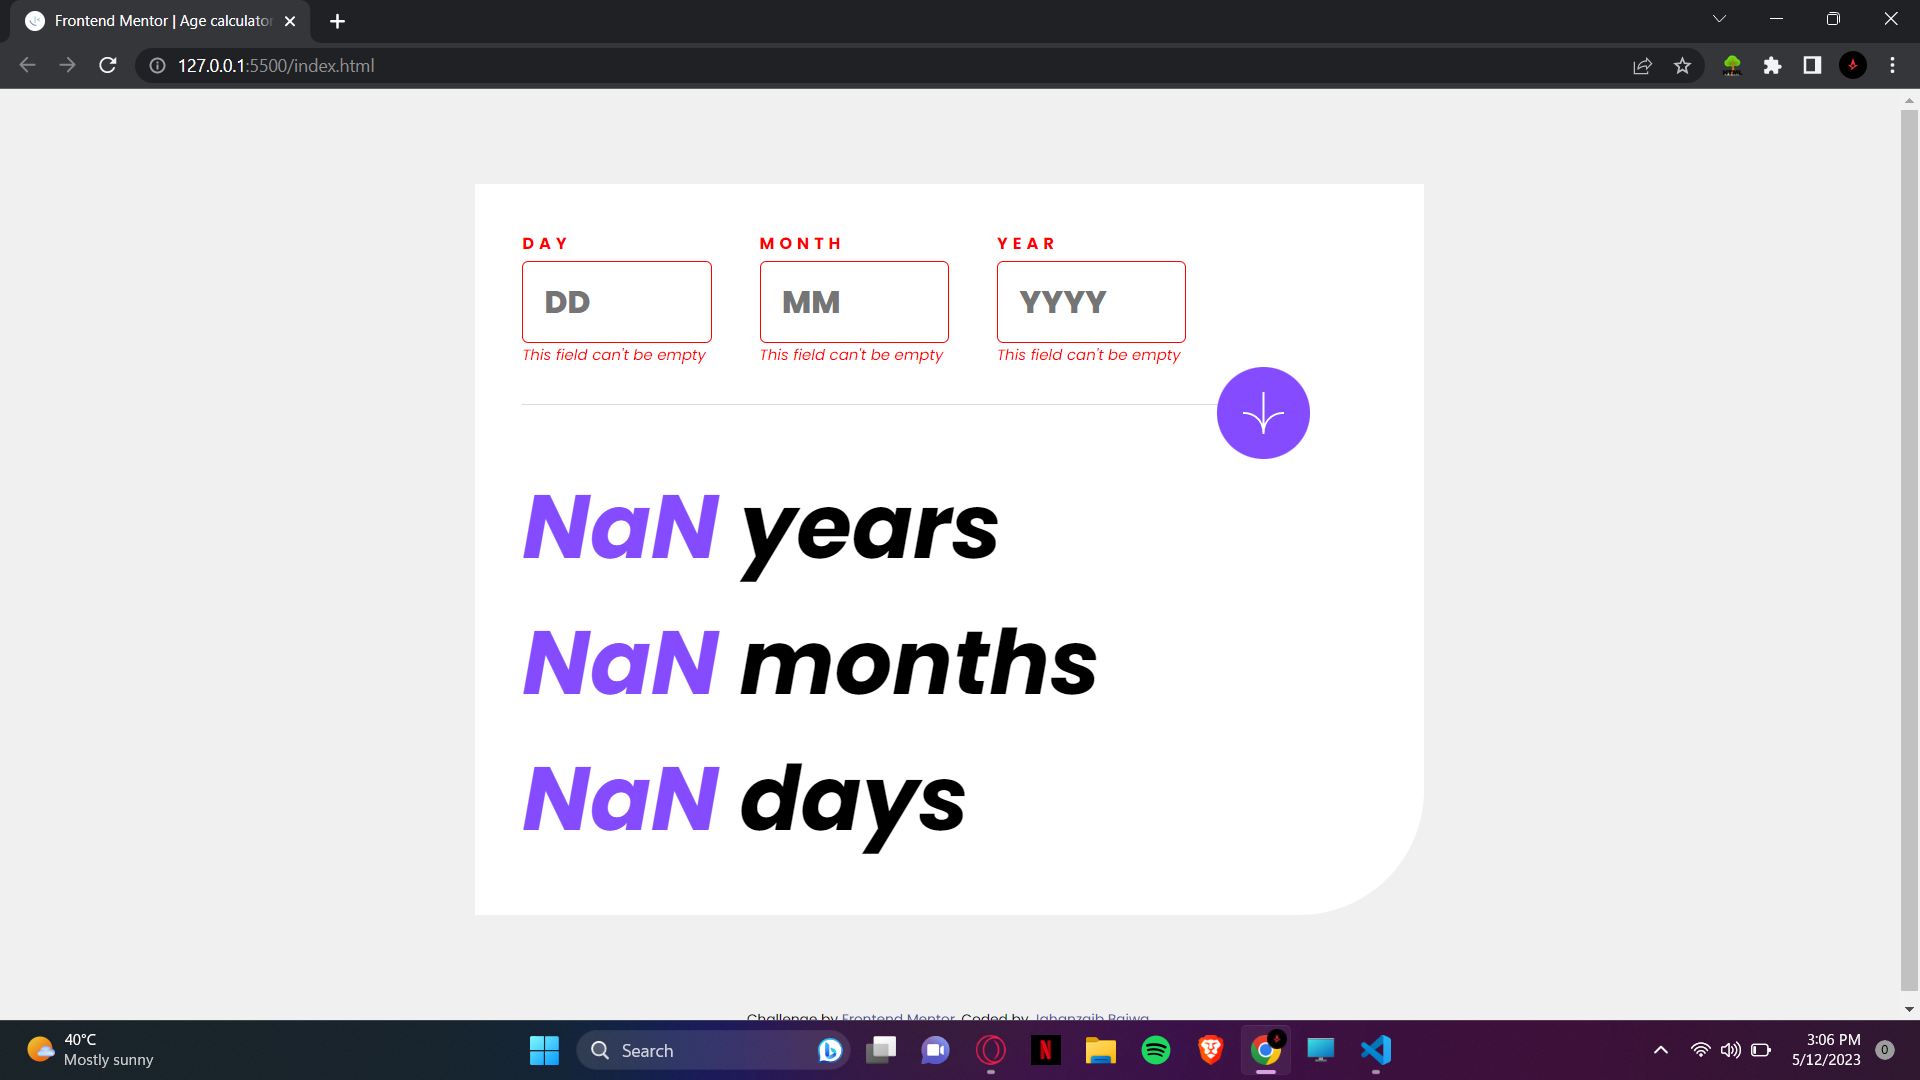 Frontend Mentor | Age calculator
127.0.0.1:5500/index.html
DAY MONTH YEAR
DD MM YYYY
This field can't be empty This field can't be empty This field can't be empty
NaN years
NaN months
NaN days
Challenge by Frontend Mentor. Coded by Jahanzaib Bajwa.
40°C
Mostly sunny
Search
3:06 PM
5/12/2023
0